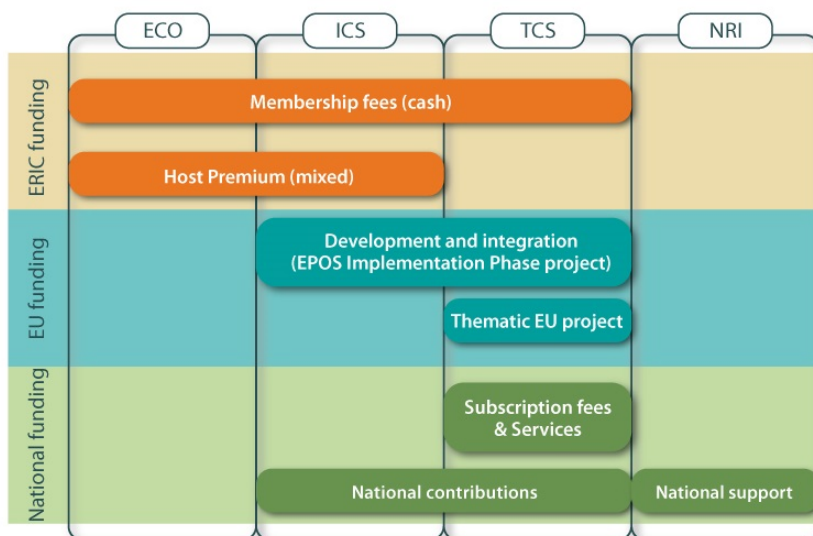 ECO
ICS
TCS
NRI
ERIC funding
Membership fees (cash)
Host Premium (mixed)
EU funding
Development and integration
(EPOS Implementation Phase project)
Thematic EU project
National funding
Subscription fees
& Services
National contributions
National support